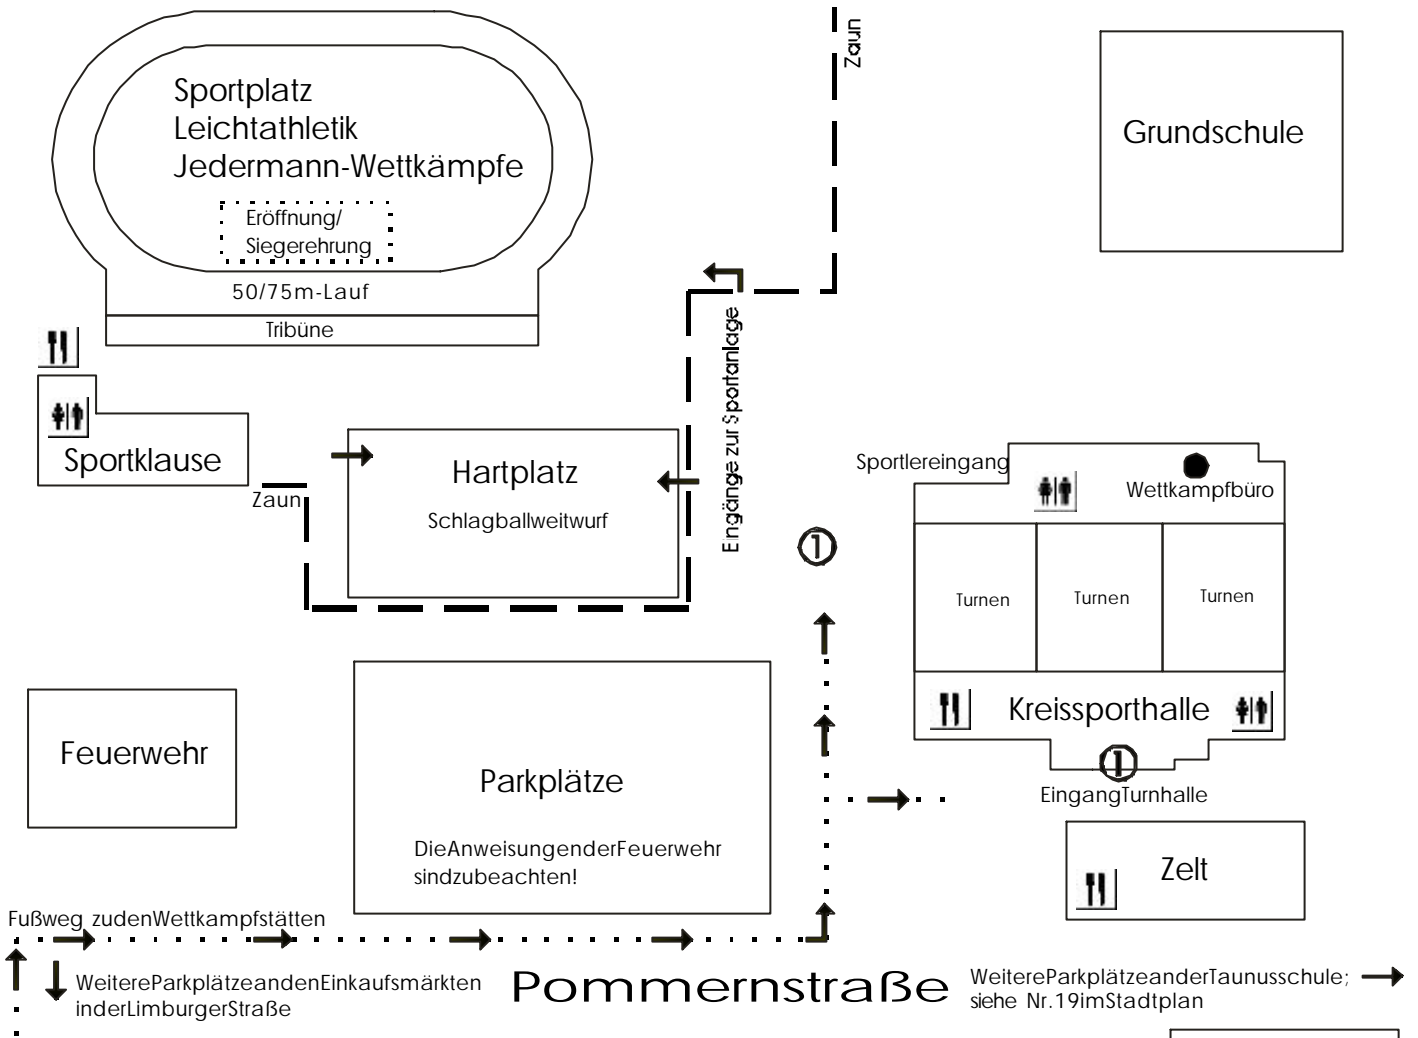 Zaun
Sportplatz
Leichtathletik
Jedermann-Wettkämpfe
Eröffnung/
Siegerehrung
50/75m-Lauf
Tribüne
Grundschule
Eingänge zur Sportanlage
Sportklause
Zaun
Hartplatz
Schlagballweitwurf
Sportlereingang
Wettkampfbüro
1
Turnen
Turnen
Turnen
Kreissporthalle
1
EingangTurnhalle
Feuerwehr
Parkplätze
DieAnweisungenderFeuerwehr
sindzubeachten!
Zelt
Fußweg zudenWettkampfstätten
WeitereParkplätzeandenEinkaufsmärkten
inderLimburgerStraße
Pommernstraße
WeitereParkplätzeanderTaunusschule;
siehe Nr.19imStadtplan